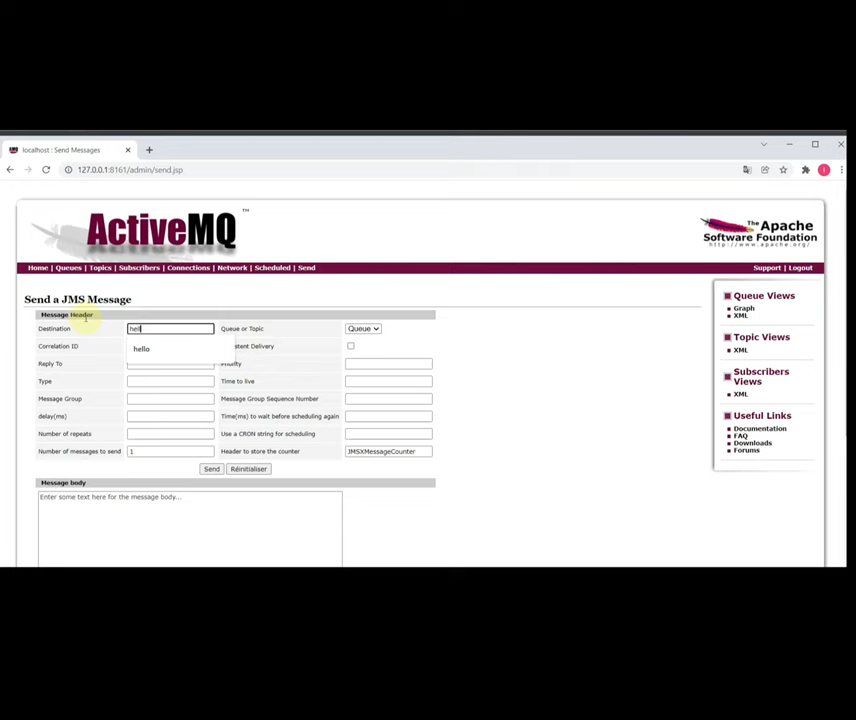 localhost : Send Messages
127.0.0.1:8161/admin/send.jsp
ActiveMQ™
The Apache Software Foundation
http://www.apache.org/
Home | Queues | Topics | Subscribers | Connections | Network | Scheduled | Send
Support | Logout
Send a JMS Message
Message Header
Destination hell Queue or Topic Queue
hello
Correlation ID
Reply To
Type Time to live
Message Group Message Group Sequence Number
delay(ms) Time(ms) to wait before scheduling again
Number of repeats Use a CRON string for scheduling
Number of messages to send 1 Header to store the counter JMSXMessageCounter
Send Réinitialiser
Message body
Enter some text here for the message body...
Queue Views
Graph
XML
Topic Views
XML
Subscribers
Views
XML
Useful Links
Documentation
FAQ
Downloads
Forums